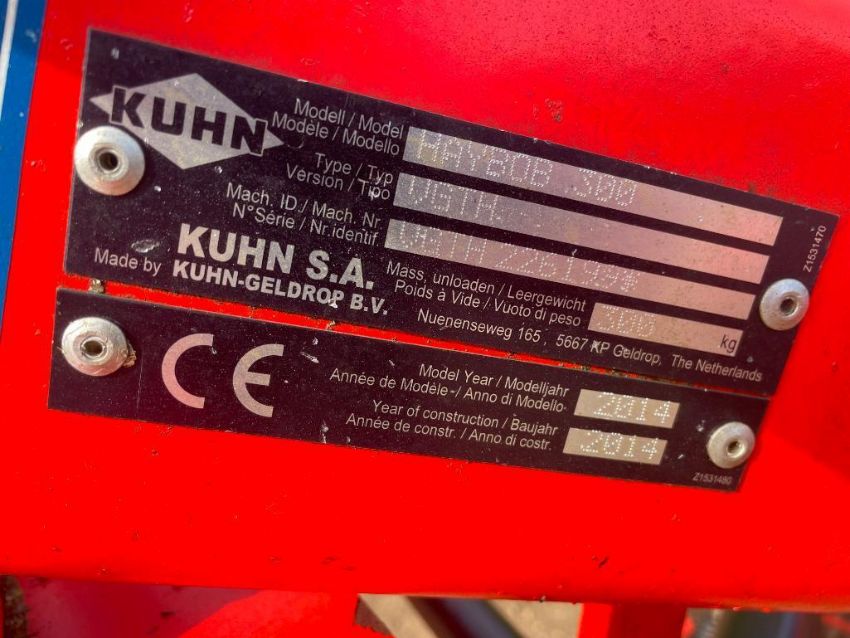 KUHN
Modell / Model
Modèle / Modello
HAYBOB 300
Type / Typ
Version / Tipo
VGTH
Mach. ID. / Mach. Nr
N° Série / Nr.identif.
Made by
KUHN S.A.
KUHN-GELDROP B.V.
Mass, unloaden / Leergewicht
Poids à Vide / Vuoto di peso
300 kg
Nuenenseweg 165 , 5667 KP Geldrop, The Netherlands
Z1531470
CE
Model Year / Modelljahr
Année de Modèle - / Anno di Modello
2014
Year of construction / Baujahr
Année de constr. / Anno di costr.
2014
Z1531480